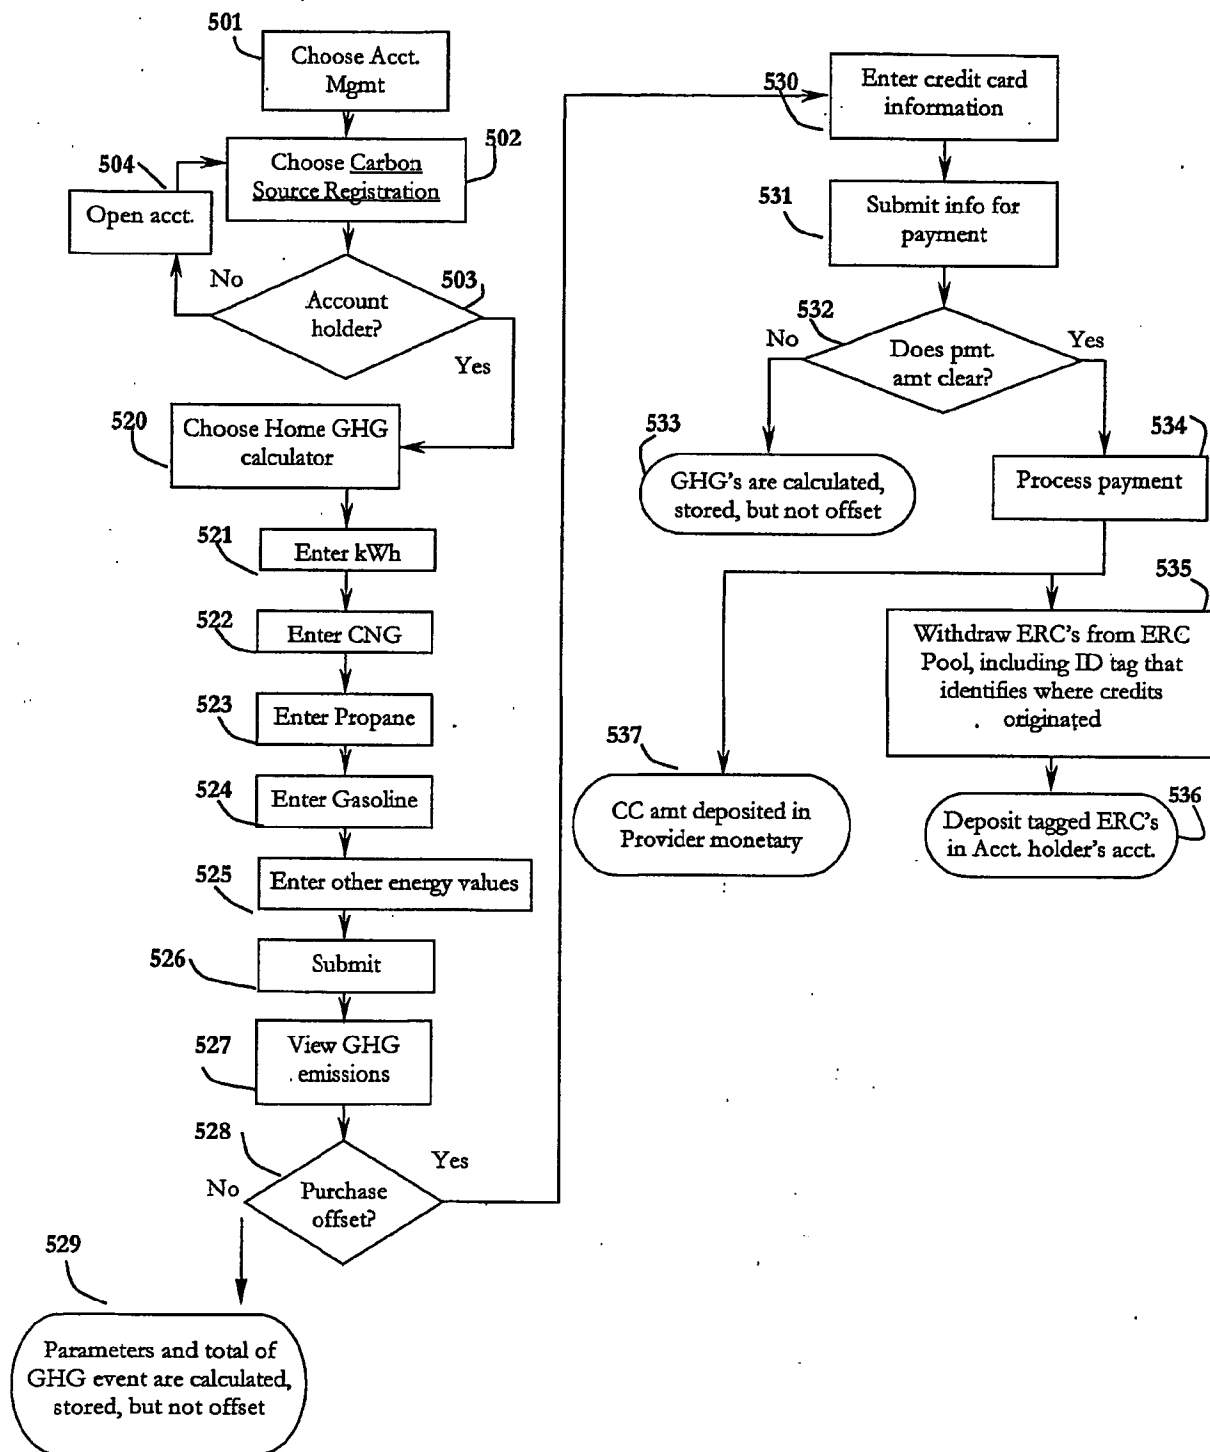 501
Choose Acct.
Mgmt
502
Choose Carbon
Source Registration
504
Open acct.
No
503
Account
holder?
Yes
520
Choose Home GHG
calculator
521
Enter kWh
522
Enter CNG
523
Enter Propane
524
Enter Gasoline
525
Enter other energy values
526
Submit
527
View GHG
emissions
528
Yes
No
Purchase
offset?
529
Parameters and total of
GHG event are calculated,
stored, but not offset
530
Enter credit card
information
531
Submit info for
payment
532
No
Yes
Does pmt.
amt clear?
533
GHG's are calculated,
stored, but not offset
534
Process payment
535
Withdraw ERC's from ERC
Pool, including ID tag that
identifies where credits
originated
537
CC amt deposited in
Provider monetary
536
Deposit tagged ERC's
in Acct. holder's acct.